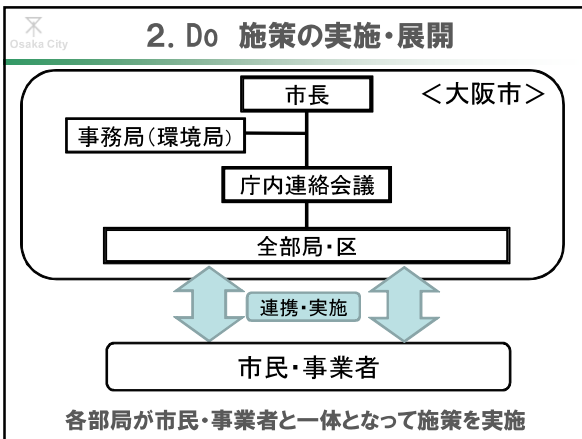 Osaka City
2. Do 施策の実施・展開
市長
＜大阪市＞
事務局(環境局)
庁内連絡会議
全部局・区
連携・実施
市民・事業者
各部局が市民・事業者と一体となって施策を実施